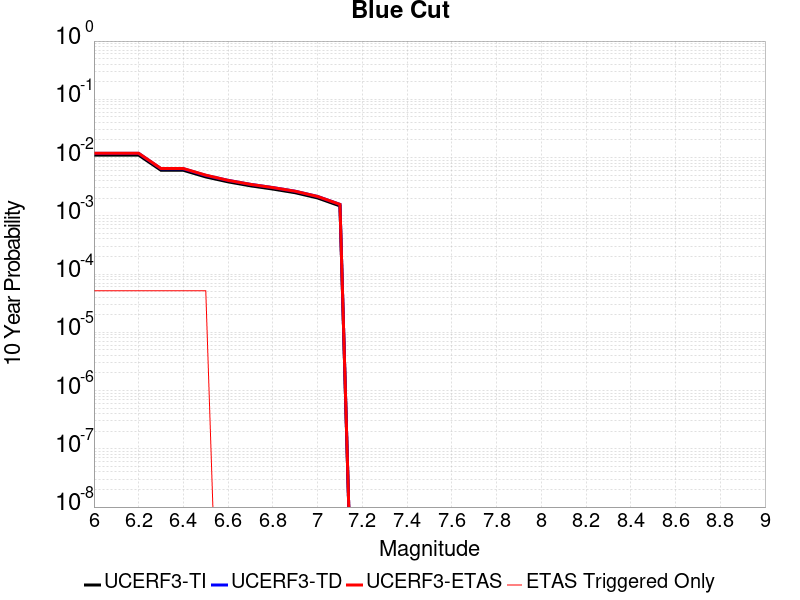 Blue Cut
10^0
10^-1
10^-2
10^-3
10^-4
10^-5
10^-6
10^-7
10^-8
10 Year Probability
6 6.2 6.4 6.6 6.8 7 7.2 7.4 7.6 7.8 8 8.2 8.4 8.6 8.8 9
Magnitude
UCERF3-TI UCERF3-TD UCERF3-ETAS ETAS Triggered Only